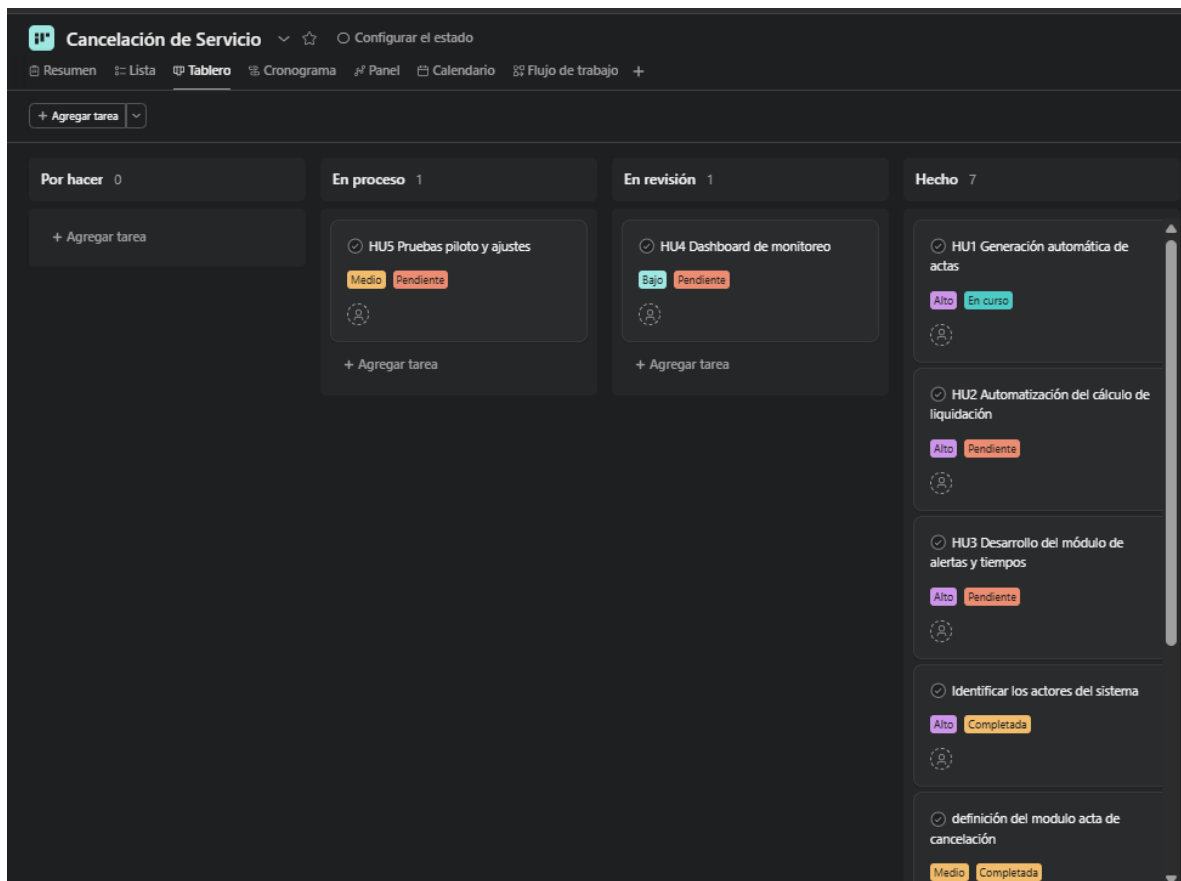 Cancelación de Servicio
Configurar el estado
Resumen Lista Tablero Cronograma Panel Calendario Flujo de trabajo +
+ Agregar tarea
Por hacer 0
+ Agregar tarea
En proceso 1
HU5 Pruebas piloto y ajustes
Medio Pendiente
+ Agregar tarea
En revisión 1
HU4 Dashboard de monitoreo
Bajo Pendiente
+ Agregar tarea
Hecho 7
HU1 Generación automática de
actas
Alto En curso
HU2 Automatización del cálculo de
liquidación
Alto Pendiente
HU3 Desarrollo del módulo de
alertas y tiempos
Alto Pendiente
Identificar los actores del sistema
Alto Completada
definición del modulo acta de
cancelación
Medio Completada